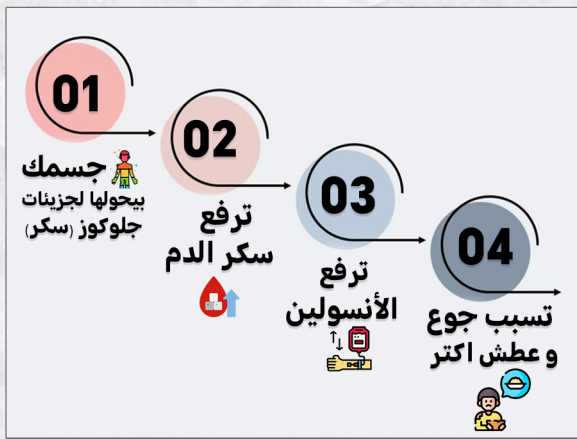 01
جسمك
بيحولها لجزيئات
جلوكوز (سكر)
02
ترفع
سكر الدم
03
ترفع
الأنسولين
04
تسبب جوع
و عطش اكتر